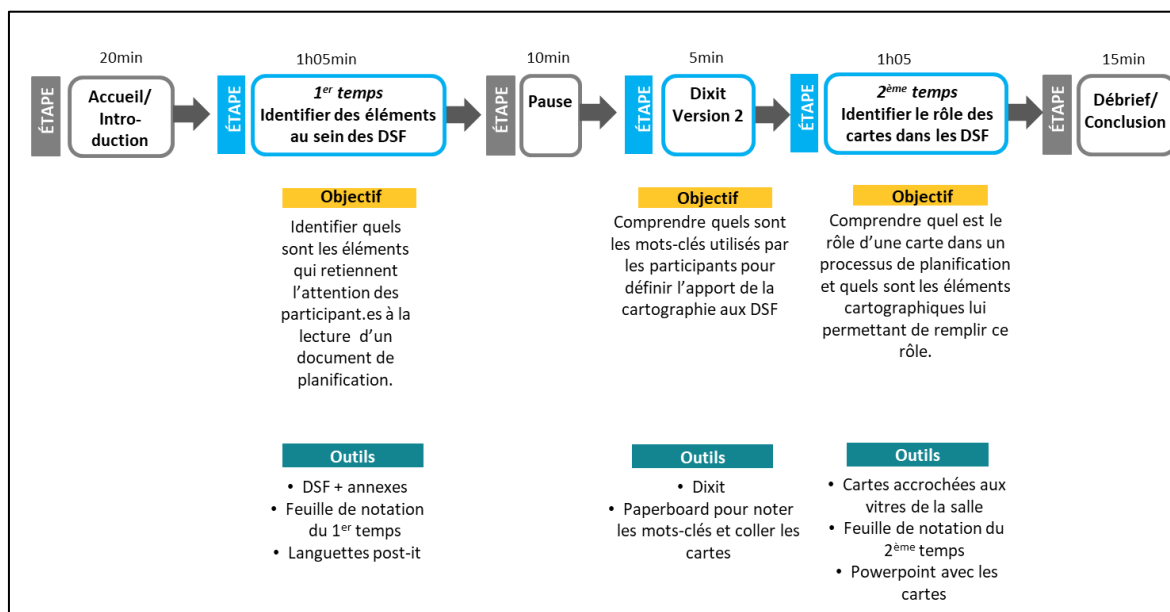 20min
1h05min
10min
5min
1h05
15min
ÉTAPE
Accueil/
Intro-
duction
ÉTAPE
1er temps
Identifier des éléments
au sein des DSF
ÉTAPE
Pause
ÉTAPE
Dixit
Version 2
ÉTAPE
2ème temps
Identifier le rôle des
cartes dans les DSF
ÉTAPE
Débrief/
Conclusion
Objectif
Identifier quels
sont les éléments
qui retiennent
l’attention des
participant.es à la
lecture d’un
document de
planification.
Objectif
Comprendre quels sont
les mots-clés utilisés par
les participants pour
définir l’apport de la
cartographie aux DSF
Objectif
Comprendre quel est le
rôle d’une carte dans un
processus de planification
et quels sont les éléments
cartographiques lui
permettant de remplir ce
rôle.
Outils
• DSF + annexes
• Feuille de notation
du 1er temps
• Languettes post-it
Outils
• Dixit
• Paperboard pour noter
les mots-clés et coller les
cartes
Outils
• Cartes accrochées aux
vitres de la salle
• Feuille de notation du
2ème temps
• Powerpoint avec les
cartes